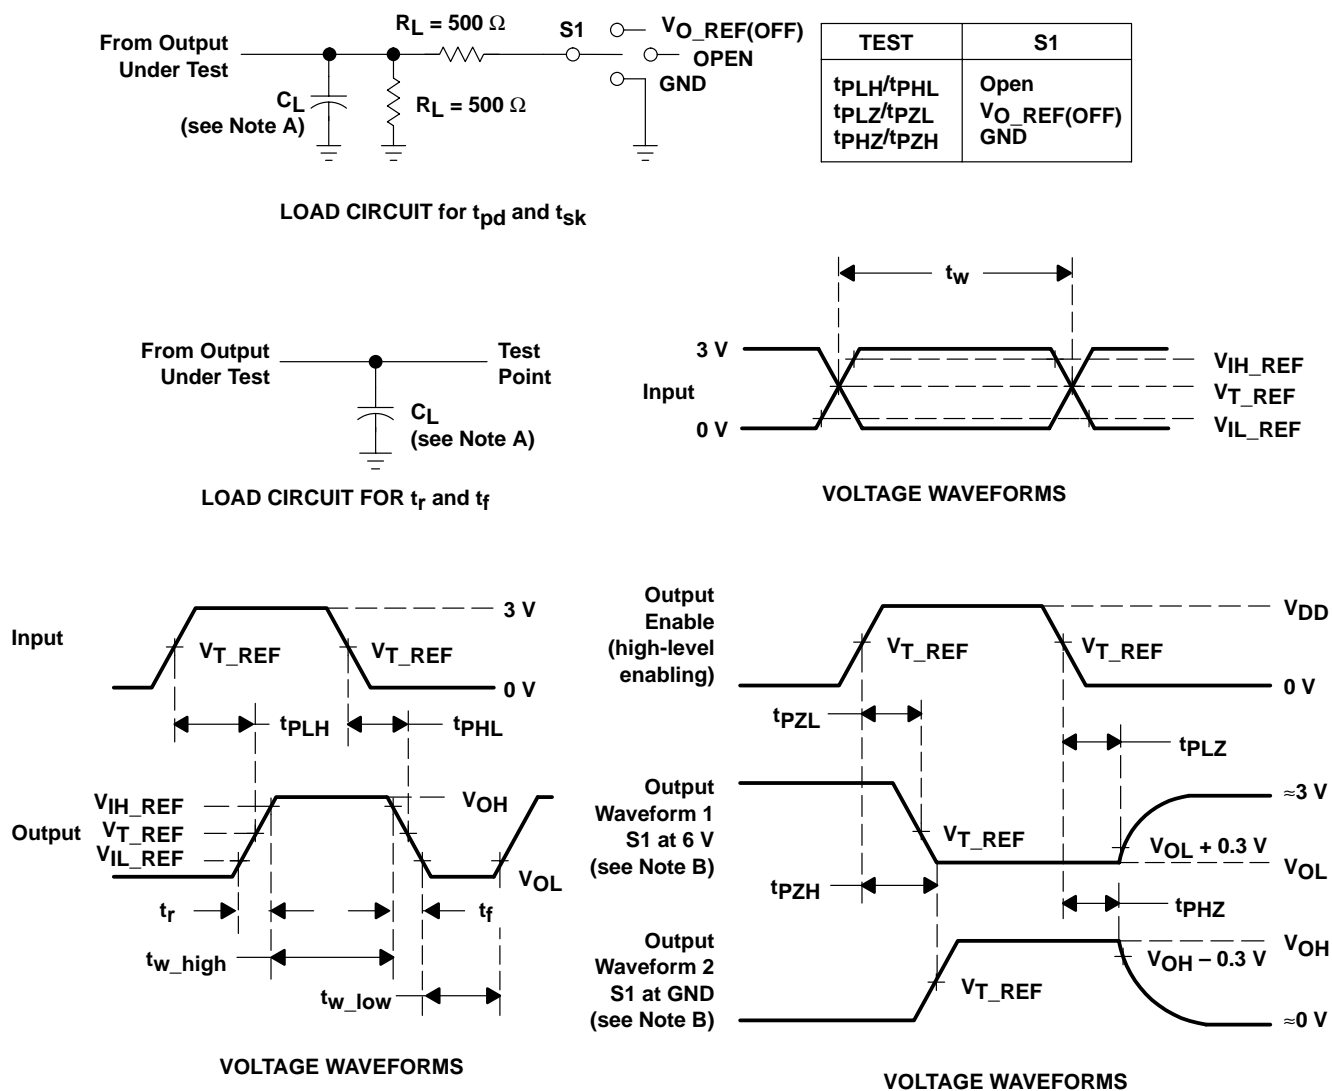 RL = 500 Ω
S1
VO_REF(OFF)
From Output
Under Test
OPEN
GND
CL
(see Note A)
RL = 500 Ω
TEST S1
tPLH/tPHL Open
tPLZ/tPZL VO_REF(OFF)
tPHZ/tPZH GND
LOAD CIRCUIT for tpd and tsk
From Output
Under Test
Test
Point
CL
(see Note A)
LOAD CIRCUIT FOR tr and tf
tw
3 V
Input
0 V
VIH_REF
VT_REF
VIL_REF
VOLTAGE WAVEFORMS
Input
3 V
VT_REF
VT_REF
0 V
tPLH
tPHL
Output
VIH_REF
VT_REF
VIL_REF
VOH
VOL
tr
tf
tw_high
tw_low
VOLTAGE WAVEFORMS
Output
Enable
(high-level
enabling)
VDD
VT_REF
VT_REF
0 V
tPZL
tPLZ
Output
Waveform 1
S1 at 6 V
(see Note B)
≈3 V
VT_REF
VOL + 0.3 V
VOL
tPZH
tPHZ
Output
Waveform 2
S1 at GND
(see Note B)
VOH
VOH – 0.3 V
VT_REF
≈0 V
VOLTAGE WAVEFORMS